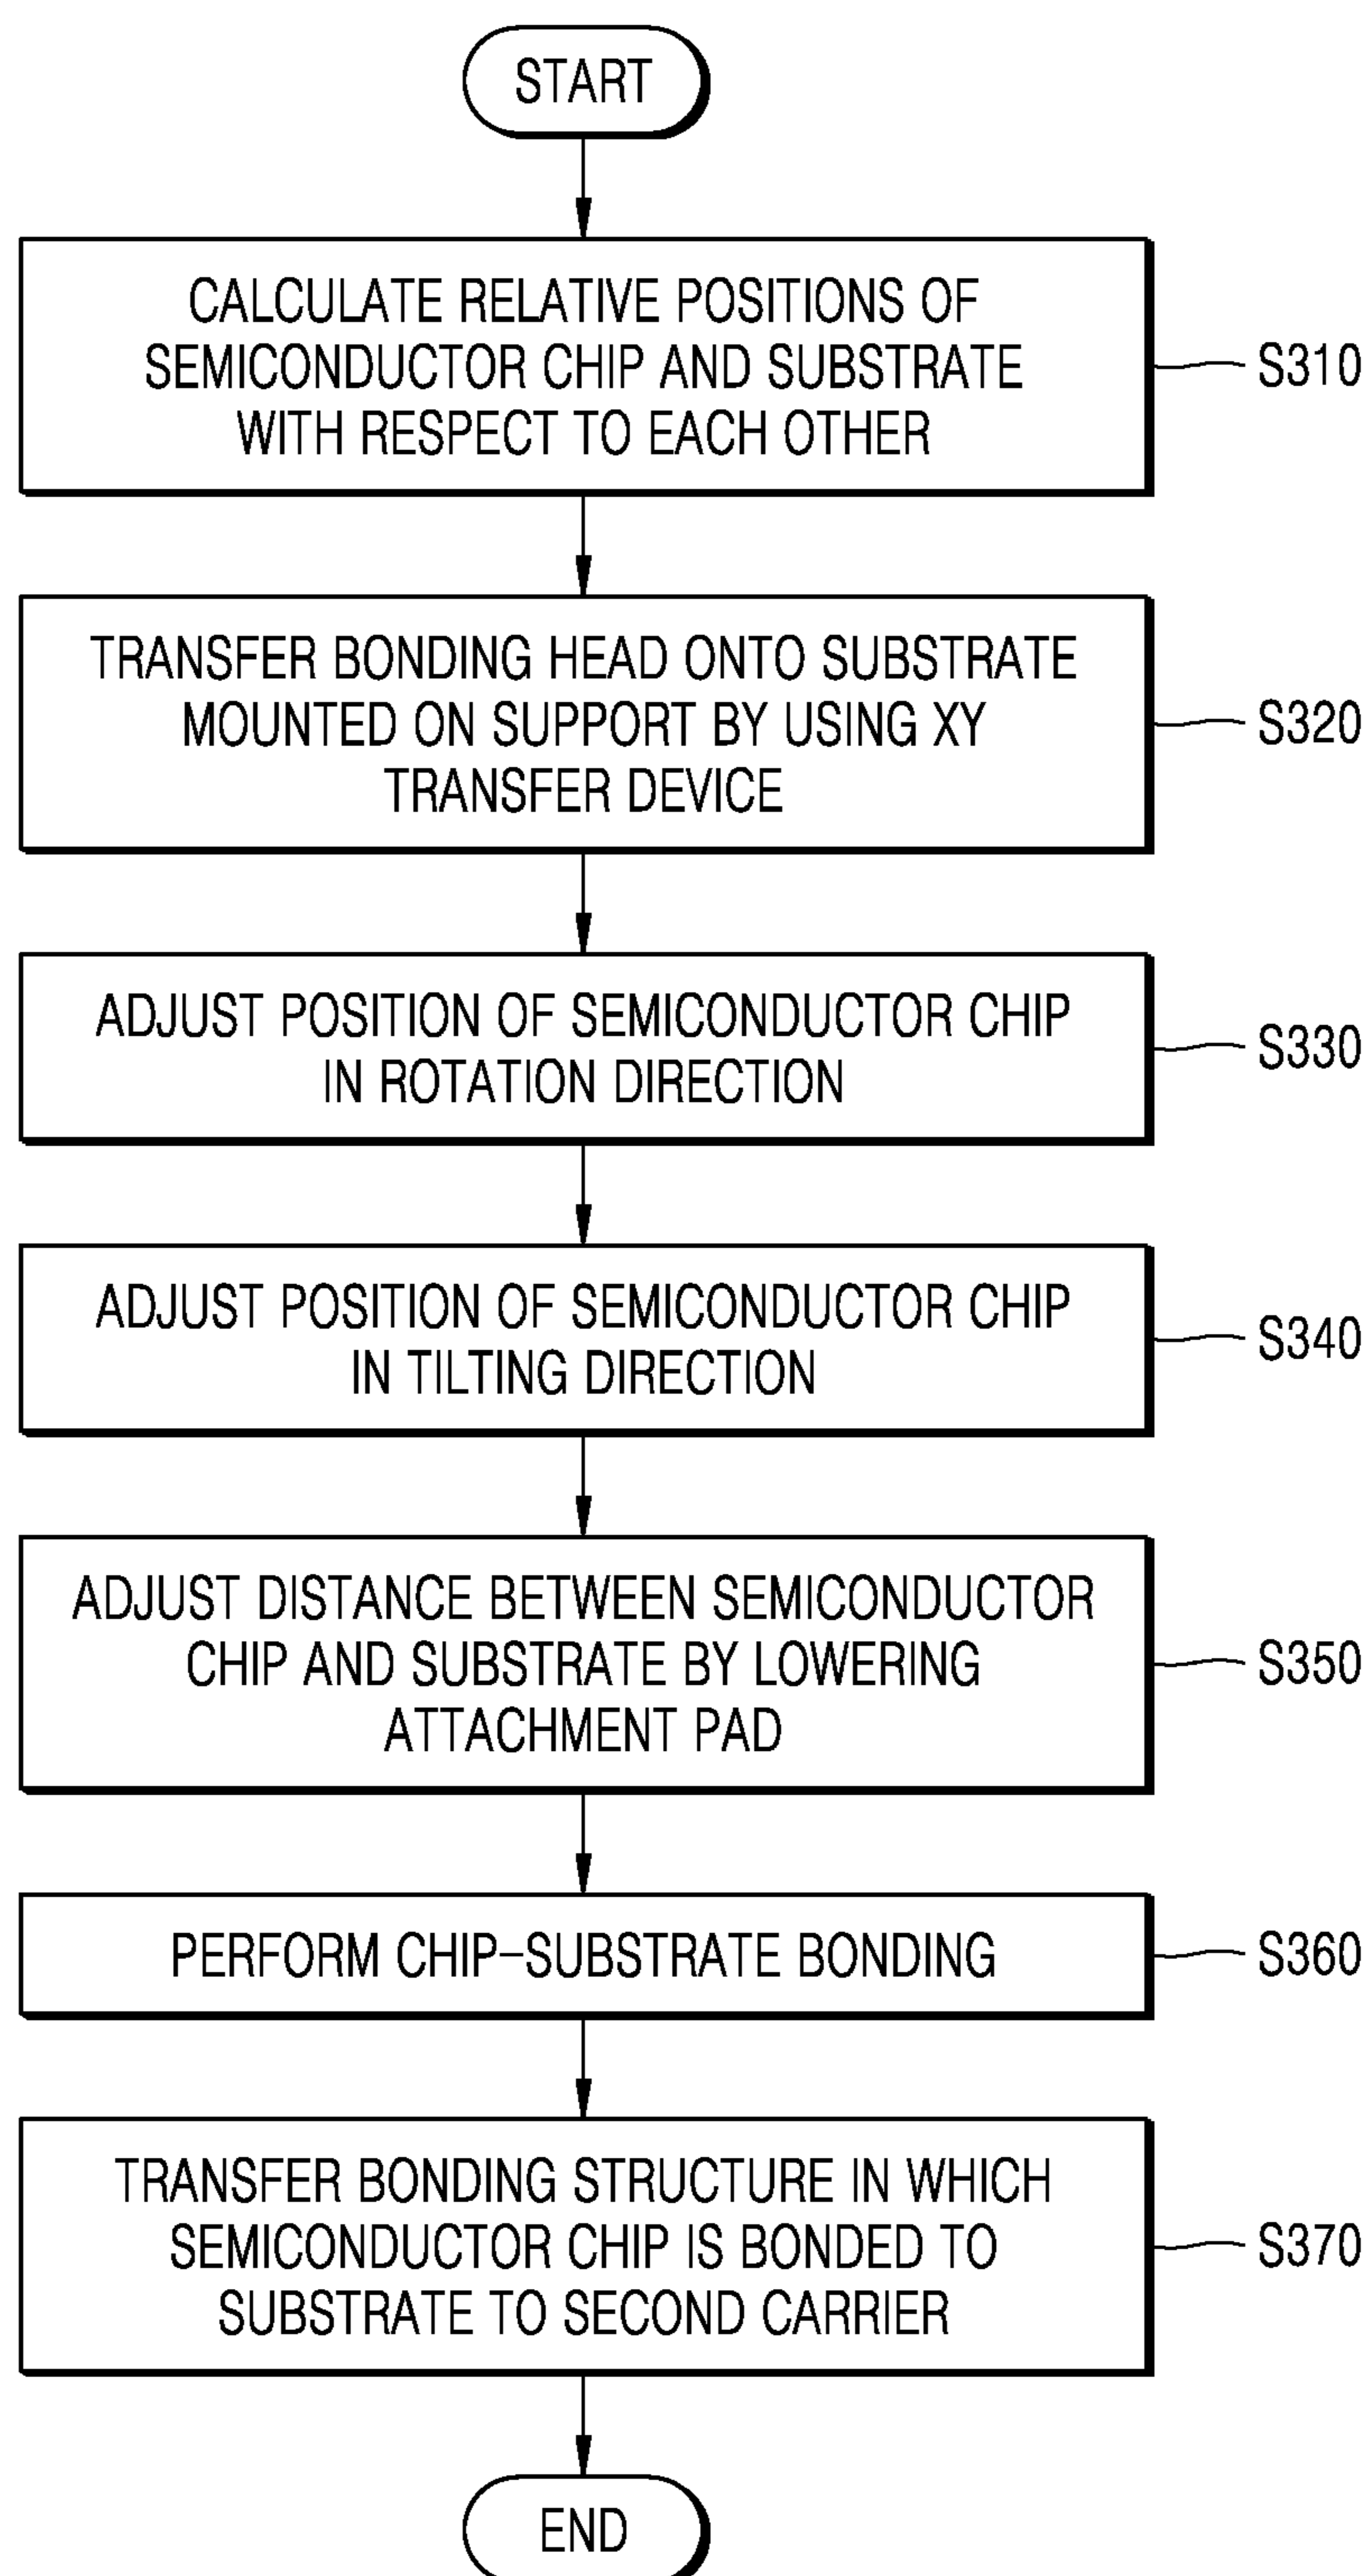 START
CALCULATE RELATIVE POSITIONS OF
SEMICONDUCTOR CHIP AND SUBSTRATE
WITH RESPECT TO EACH OTHER
S310
TRANSFER BONDING HEAD ONTO SUBSTRATE
MOUNTED ON SUPPORT BY USING XY
TRANSFER DEVICE
S320
ADJUST POSITION OF SEMICONDUCTOR CHIP
IN ROTATION DIRECTION
S330
ADJUST POSITION OF SEMICONDUCTOR CHIP
IN TILTING DIRECTION
S340
ADJUST DISTANCE BETWEEN SEMICONDUCTOR
CHIP AND SUBSTRATE BY LOWERING
ATTACHMENT PAD
S350
PERFORM CHIP-SUBSTRATE BONDING
S360
TRANSFER BONDING STRUCTURE IN WHICH
SEMICONDUCTOR CHIP IS BONDED TO
SUBSTRATE TO SECOND CARRIER
S370
END